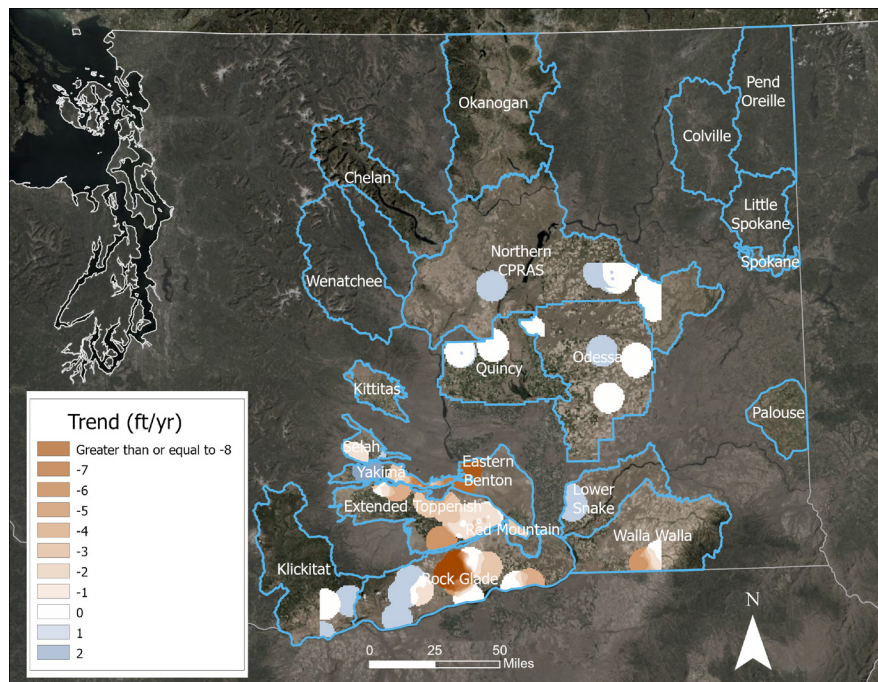 Okanogan
Pend
Oreille
Colville
Chelan
Little
Spokane
Northern
CPRAS
Spokane
Wenatchee
Odessa
Quincy
Kittitas
Palouse
Selah
Yakima
Eastern
Benton
Lower
Snake
Extended Toppenish
Red Mountain
Walla Walla
Klickitat
Rock Glade
Trend (ft/yr)
Greater than or equal to -8
-7
-6
-5
-4
-3
-2
-1
0
1
2
N
0 25 50
Miles